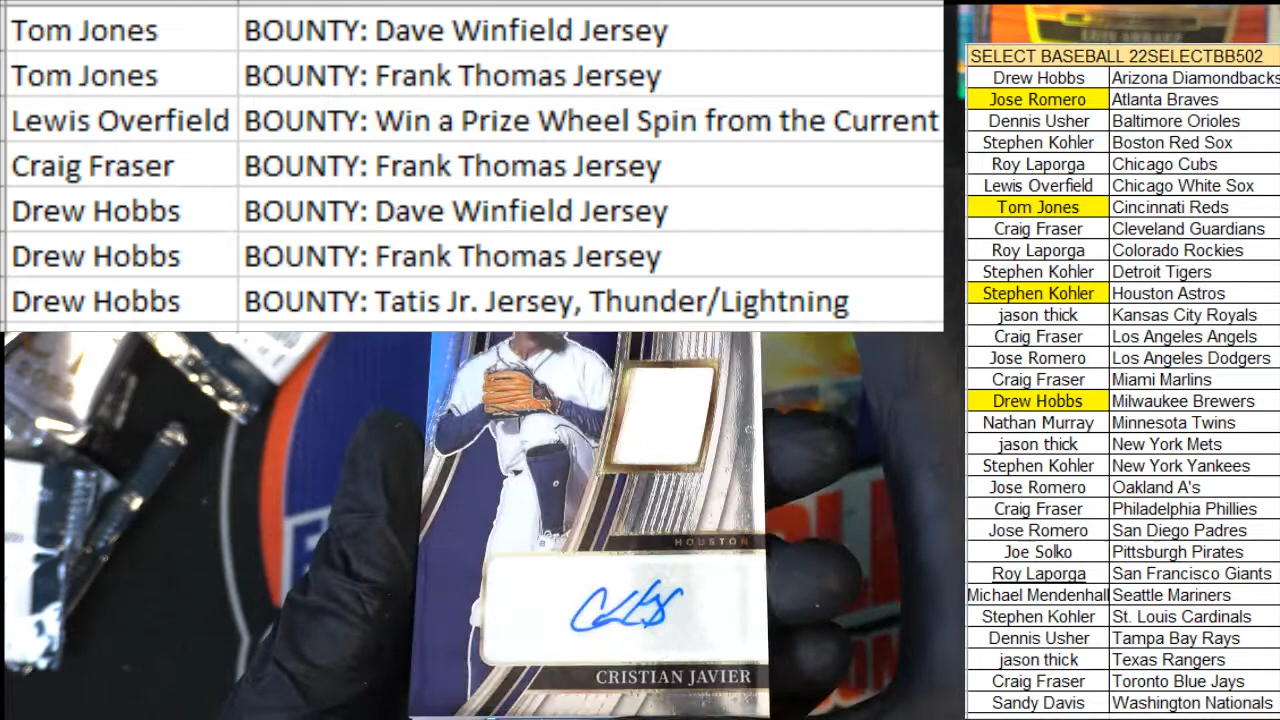 Tom Jones BOUNTY: Dave Winfield Jersey
Tom Jones BOUNTY: Frank Thomas Jersey
Lewis Overfield BOUNTY: Win a Prize Wheel Spin from the Current
Craig Fraser BOUNTY: Frank Thomas Jersey
Drew Hobbs BOUNTY: Dave Winfield Jersey
Drew Hobbs BOUNTY: Frank Thomas Jersey
Drew Hobbs BOUNTY: Tatis Jr. Jersey, Thunder/Lightning
SELECT BASEBALL 22SELECTBB502
Drew Hobbs Arizona Diamondbacks
Jose Romero Atlanta Braves
Dennis Usher Baltimore Orioles
Stephen Kohler Boston Red Sox
Roy Laporga Chicago Cubs
Lewis Overfield Chicago White Sox
Tom Jones Cincinnati Reds
Craig Fraser Cleveland Guardians
Roy Laporga Colorado Rockies
Stephen Kohler Detroit Tigers
Stephen Kohler Houston Astros
jason thick Kansas City Royals
Craig Fraser Los Angeles Angels
Jose Romero Los Angeles Dodgers
Craig Fraser Miami Marlins
Drew Hobbs Milwaukee Brewers
Nathan Murray Minnesota Twins
jason thick New York Mets
Stephen Kohler New York Yankees
Jose Romero Oakland A's
Craig Fraser Philadelphia Phillies
Jose Romero San Diego Padres
Joe Solko Pittsburgh Pirates
Roy Laporga San Francisco Giants
Michael Mendenhall Seattle Mariners
Stephen Kohler St. Louis Cardinals
Dennis Usher Tampa Bay Rays
jason thick Texas Rangers
Craig Fraser Toronto Blue Jays
Sandy Davis Washington Nationals
HOUSTON
CRISTIAN JAVIER